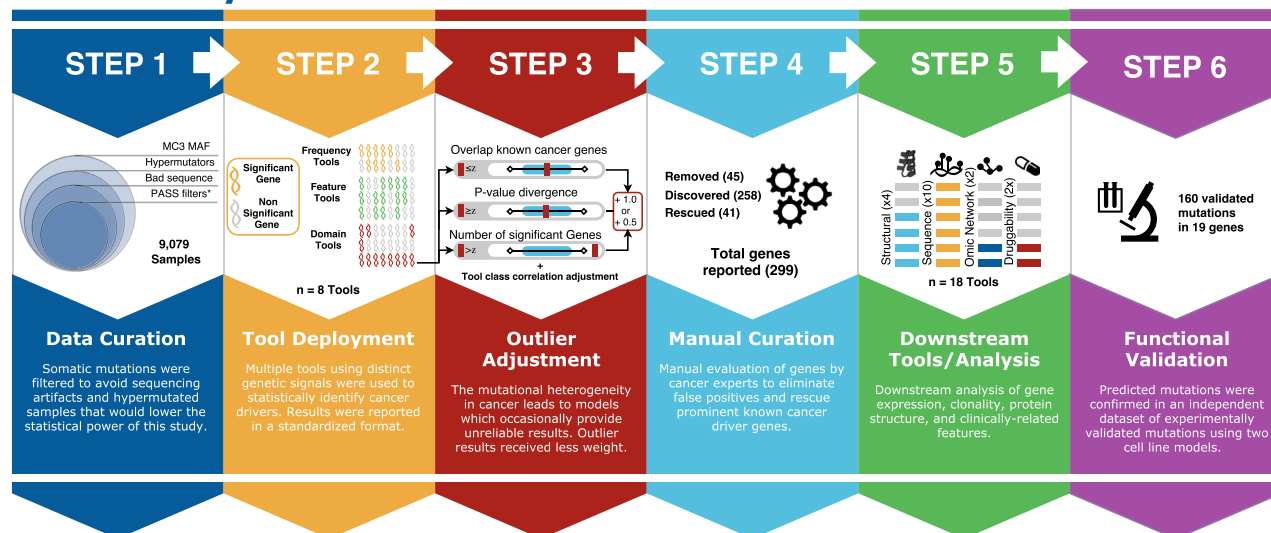 STEP 1
STEP 2
STEP 3
STEP 4
STEP 5
STEP 6
MC3 MAF
Hypermutators
Bad sequence
PASS filters*
9,079
Samples
Significant
Gene
Non
Significant
Gene
Frequency
Tools
Feature
Tools
Domain
Tools
n = 8 Tools
Overlap known cancer genes
≤z
P-value divergence
≥z
Number of significant Genes
>z
+ 1.0
or
+ 0.5
+
Tool class correlation adjustment
Removed (45)
Discovered (258)
Rescued (41)
Total genes
reported (299)
Structural (x4)
Sequence (x10)
Omic Network (x2)
Druggability (2x)
n = 18 Tools
160 validated
mutations
in 19 genes
Data Curation
Somatic mutations were
filtered to avoid sequencing
artifacts and hypermutated
samples that would lower the
statistical power of this study.
Tool Deployment
Multiple tools using distinct
genetic signals were used to
statistically identify cancer
drivers. Results were reported
in a standardized format.
Outlier
Adjustment
The mutational heterogeneity
in cancer leads to models
which occasionally provide
unreliable results. Outlier
results received less weight.
Manual Curation
Manual evaluation of genes by
cancer experts to eliminate
false positives and rescue
prominent known cancer
driver genes.
Downstream
Tools/Analysis
Downstream analysis of gene
expression, clonality, protein
structure, and clinically-related
features.
Functional
Validation
Predicted mutations were
confirmed in an independent
dataset of experimentally
validated mutations using two
cell line models.